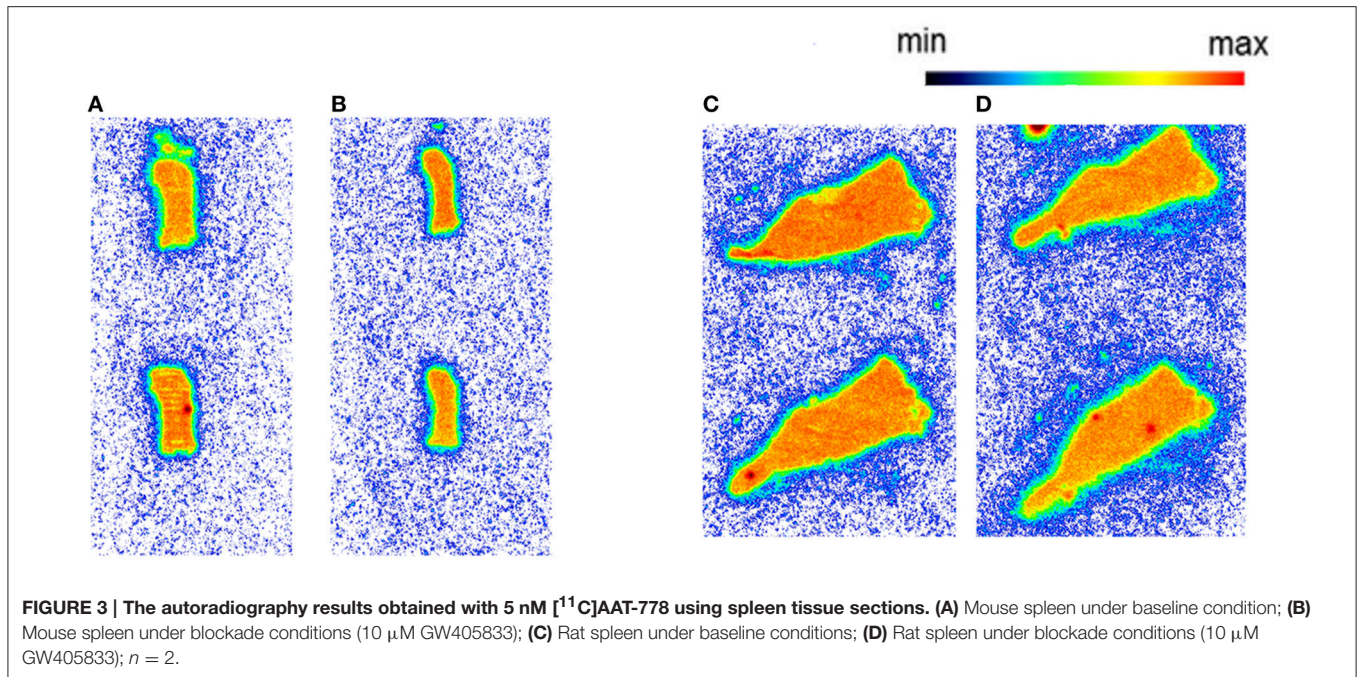 min max
A B C D
FIGURE 3 | The autoradiography results obtained with 5 nM [¹¹C]AAT-778 using spleen tissue sections. (A) Mouse spleen under baseline condition; (B)
Mouse spleen under blockade conditions (10 μM GW405833); (C) Rat spleen under baseline conditions; (D) Rat spleen under blockade conditions (10 μM
GW405833); n = 2.